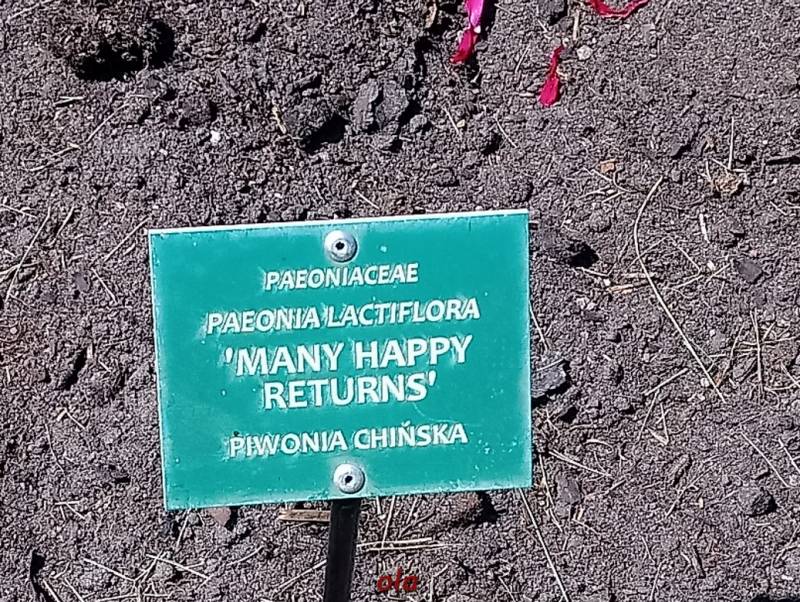 PAEONIACEAE
PAEONIA LACTIFLORA
'MANY HAPPY
RETURNS'
PIWONIA CHIŃSKA
ola